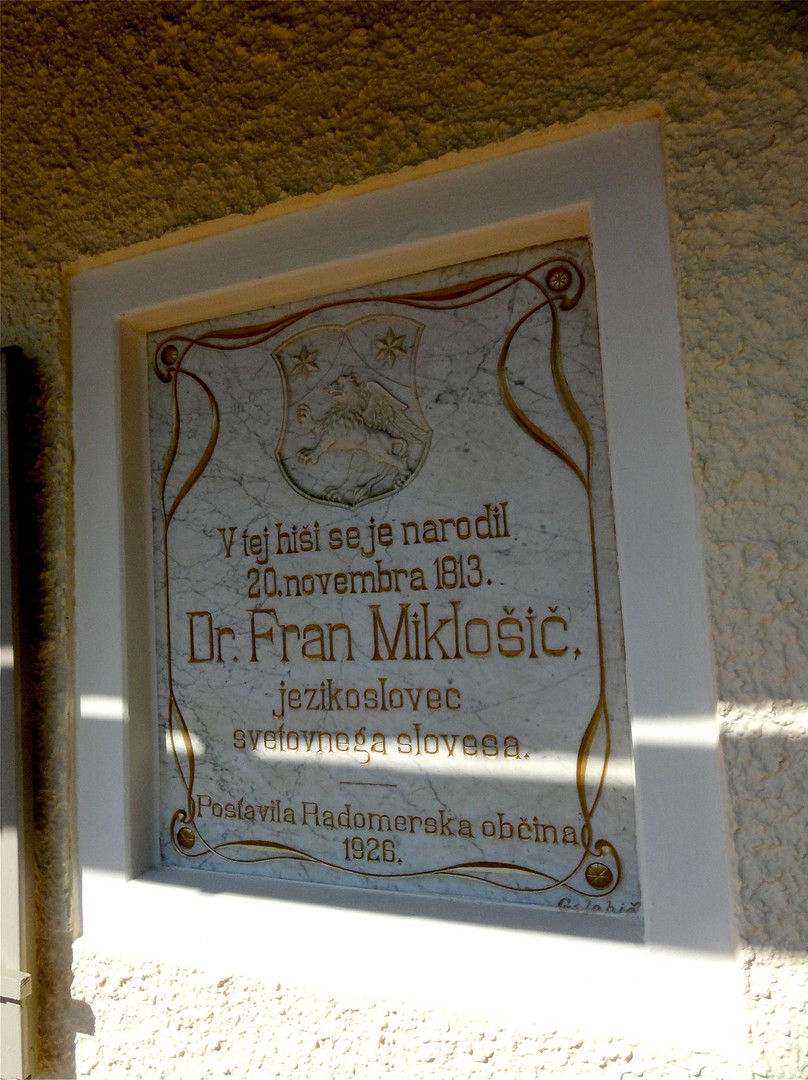 V tej hiši se je narodil
20. novembra 1813.
Dr. Fran Miklošič,
jezikoslovec
svetovnega slovesa.
Postavila Radomerska občina
1926.